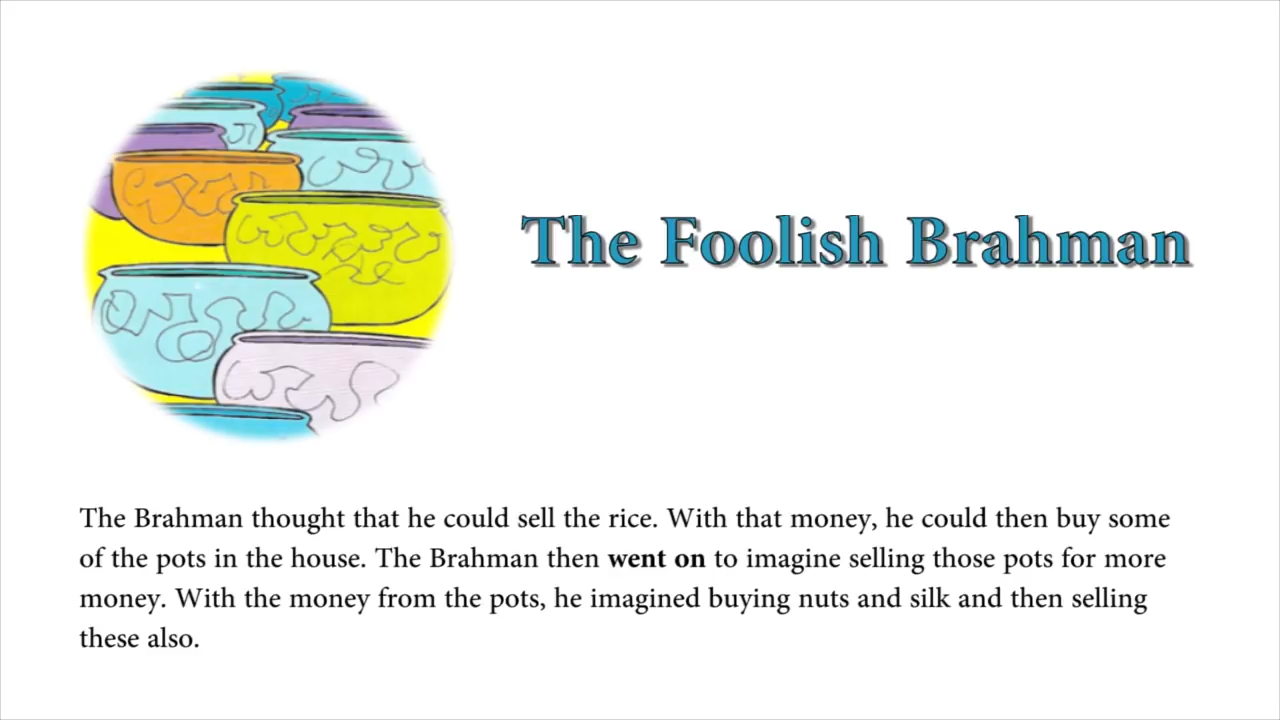 The Foolish Brahman
The Brahman thought that he could sell the rice. With that money, he could then buy some
of the pots in the house. The Brahman then went on to imagine selling those pots for more
money. With the money from the pots, he imagined buying nuts and silk and then selling
these also.